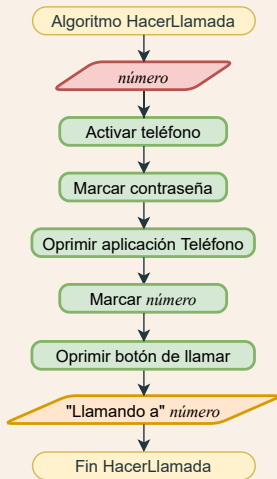 Algoritmo HacerLlamada
número
Activar teléfono
Marcar contraseña
Oprimir aplicación Teléfono
Marcar número
Oprimir botón de llamar
"Llamando a" número
Fin HacerLlamada